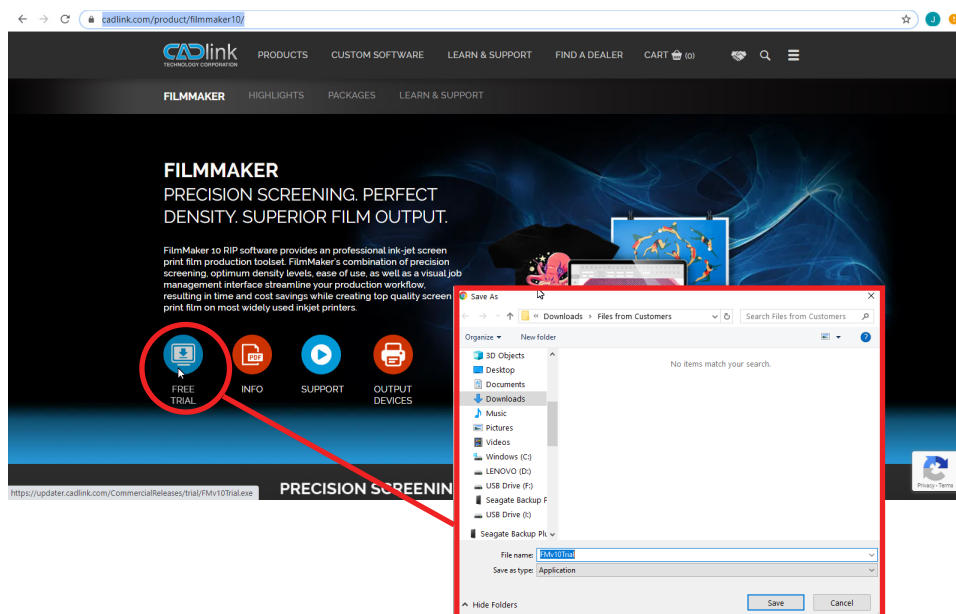 cadlink.com/product/filmmaker10/
J
CADlink
TECHNOLOGY CORPORATION
PRODUCTS
CUSTOM SOFTWARE
LEARN & SUPPORT
FIND A DEALER
CART (0)
FILMMAKER
HIGHLIGHTS
PACKAGES
LEARN & SUPPORT
FILMMAKER
PRECISION SCREENING. PERFECT
DENSITY. SUPERIOR FILM OUTPUT.
FilmMaker 10 RIP software provides an professional ink-jet screen
print film production toolset. FilmMaker's combination of precision
screening, optimum density levels, ease of use, as well as a visual job
management interface streamline your production workflow,
resulting in time and cost savings while creating top quality screen
print film on most widely used inkjet printers.
PDF
FREE
TRIAL
INFO
SUPPORT
OUTPUT
DEVICES
https://updater.cadlink.com/CommercialReleases/trial/FMv10Trial.exe
PRECISION SCREENIN
Privacy - Terms
Save As
« Downloads > Files from Customers
Search Files from Customers
Organize
New folder
3D Objects
Desktop
Documents
Downloads
Music
Pictures
Videos
Windows (C:)
LENOVO (D:)
USB Drive (F:)
Seagate Backup P
USB Drive (I:)
Seagate Backup Plu
No items match your search.
File name: FMv10Trial
Save as type: Application
Hide Folders
Save
Cancel